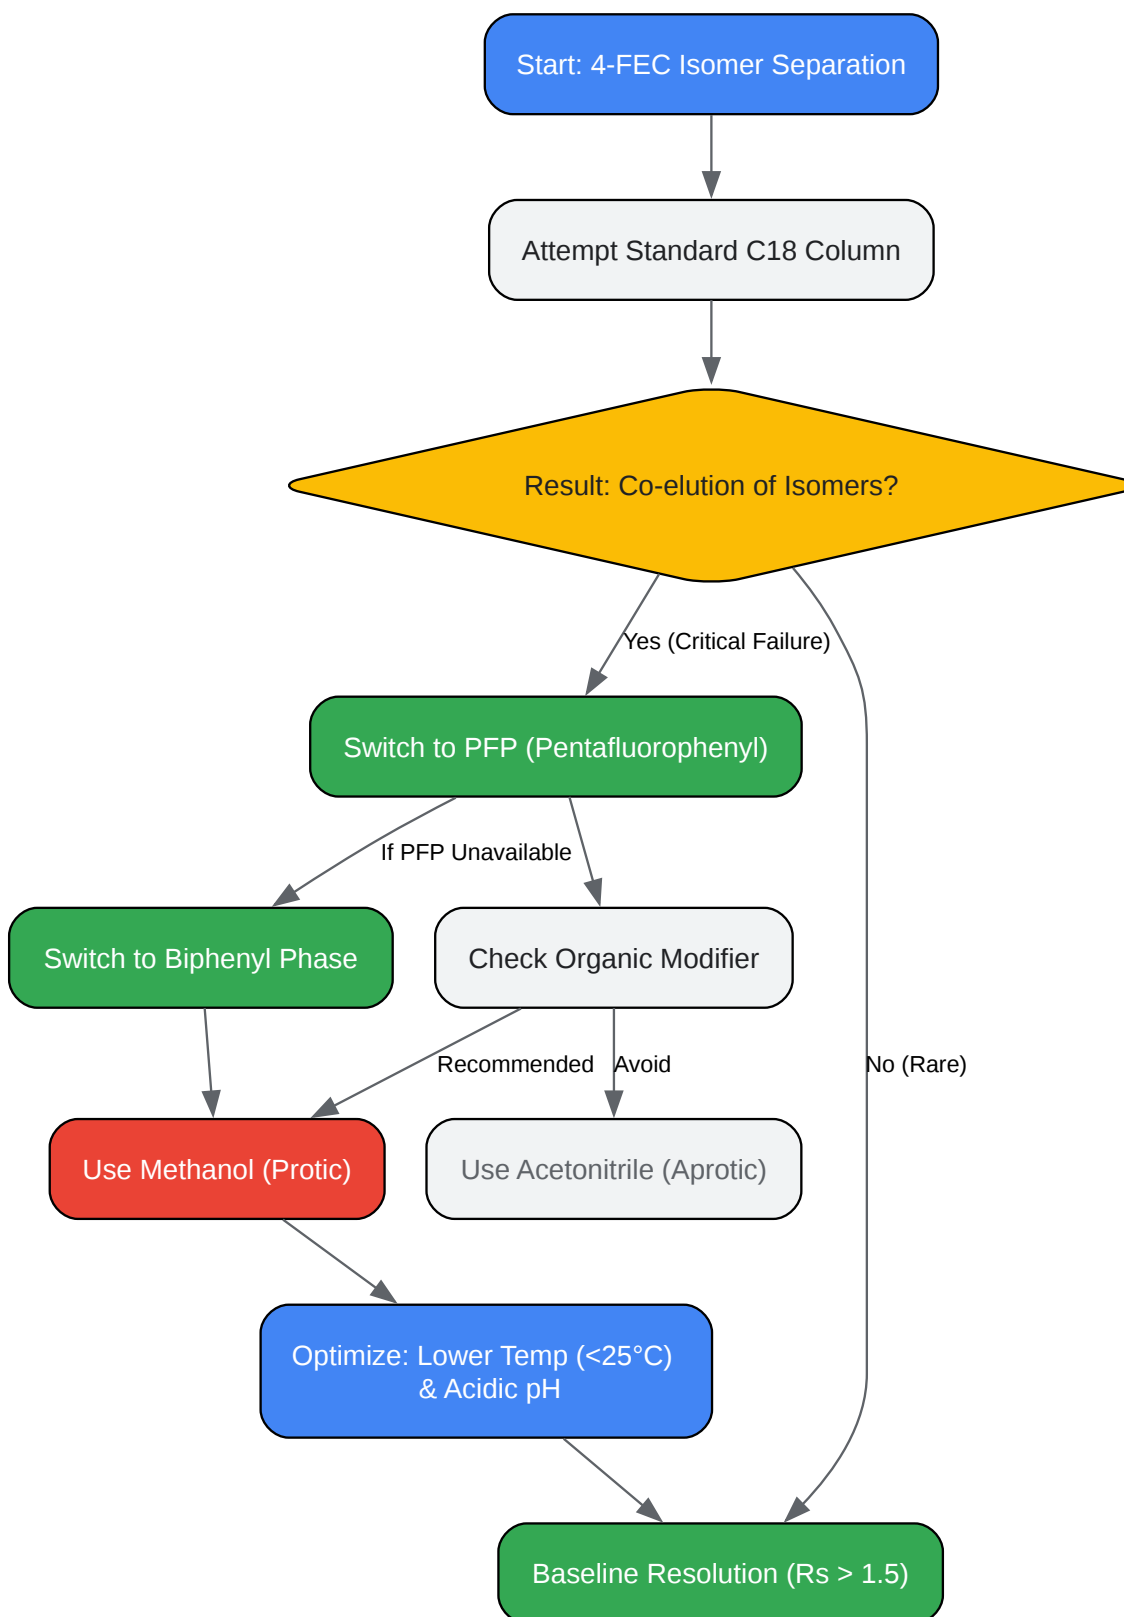 Start: 4-FEC Isomer Separation
Attempt Standard C18 Column
Result: Co-elution of Isomers?
Yes (Critical Failure)
Switch to PFP (Pentafluorophenyl)
If PFP Unavailable
Switch to Biphenyl Phase
Check Organic Modifier
Recommended
Avoid
No (Rare)
Use Methanol (Protic)
Use Acetonitrile (Aprotic)
Optimize: Lower Temp (<25°C)
& Acidic pH
Baseline Resolution (Rs > 1.5)